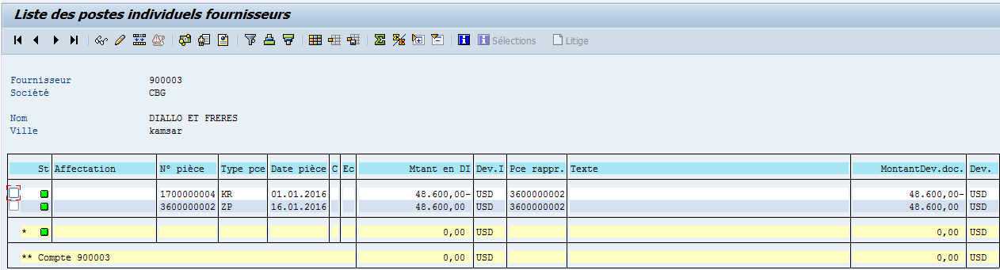 Liste des postes individuels fournisseurs
Sélections Litige
Fournisseur 900003
Société CBG
Nom DIALLO ET FRERES
Ville kamsar
St Affectation N° pièce Type pce Date pièce C Ec Mtant en DI Dev.I Pce rappr. Texte MontantDev.doc. Dev.
1700000004 KR 01.01.2016 48.600,00- USD 3600000002 48.600,00- USD
3600000002 ZP 16.01.2016 48.600,00 USD 3600000002 48.600,00 USD
* 0,00 USD 0,00 USD
** Compte 900003 0,00 USD 0,00 USD